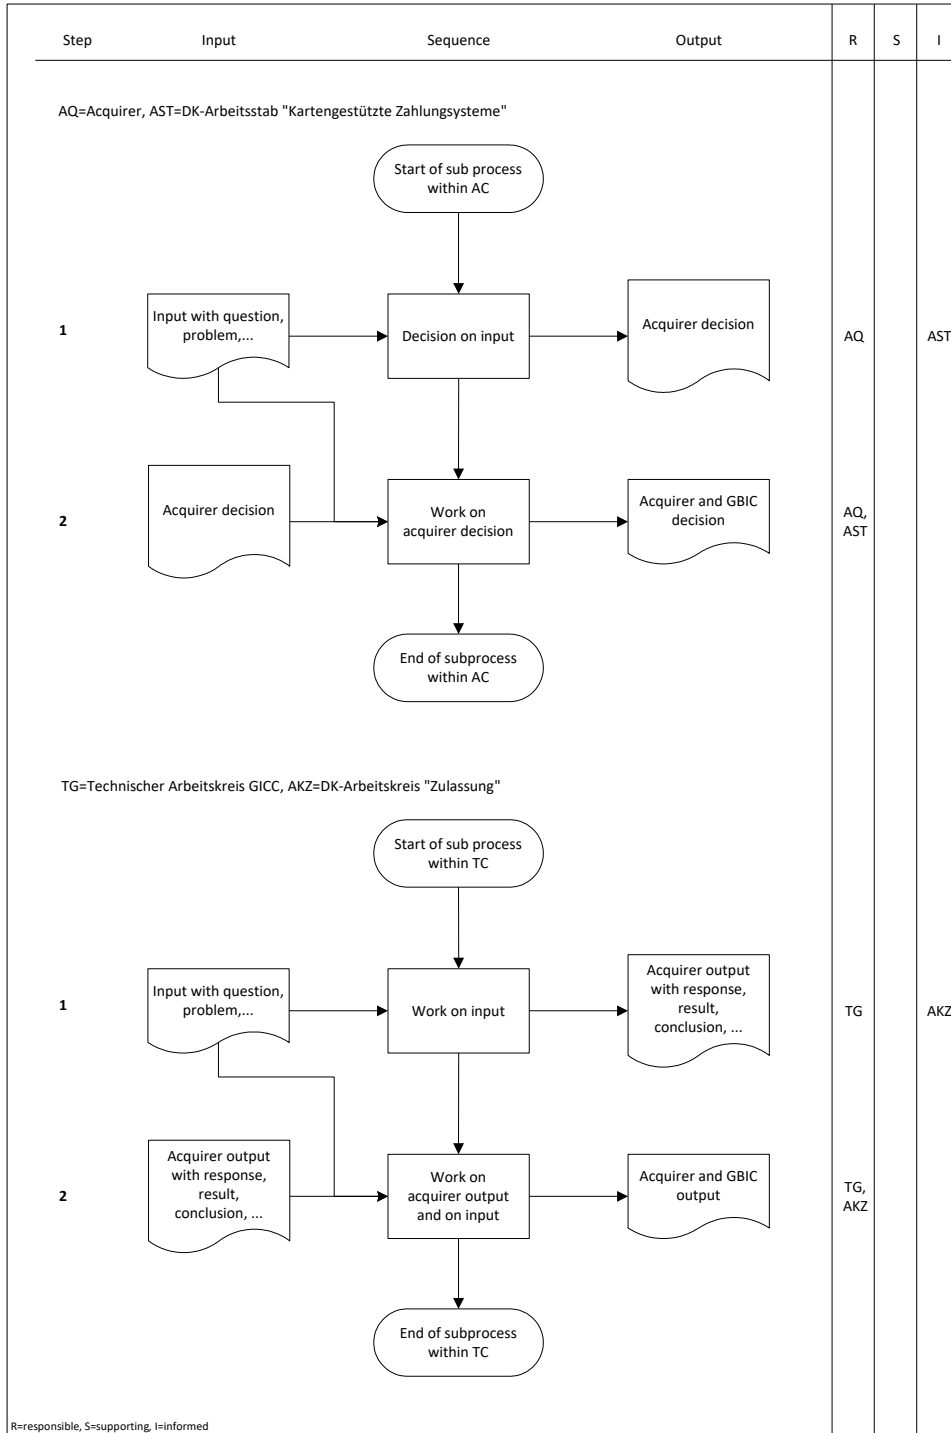 Step Input Sequence Output R S I
AQ=Acquirer, AST=DK-Arbeitsstab "Kartengestützte Zahlungsysteme"
Start of sub process
within AC
1
Input with question,
problem,...
Decision on input
Acquirer decision
AQ
AST
2
Acquirer decision
Work on
acquirer decision
Acquirer and GBIC
decision
AQ,
AST
End of subprocess
within AC
TG=Technischer Arbeitskreis GICC, AKZ=DK-Arbeitskreis "Zulassung"
Start of sub process
within TC
1
Input with question,
problem,...
Work on input
Acquirer output
with response,
result,
conclusion, ...
TG
AKZ
2
Acquirer output
with response,
result,
conclusion, ...
Work on
acquirer output
and on input
Acquirer and GBIC
output
TG,
AKZ
End of subprocess
within TC
R=responsible, S=supporting, I=informed